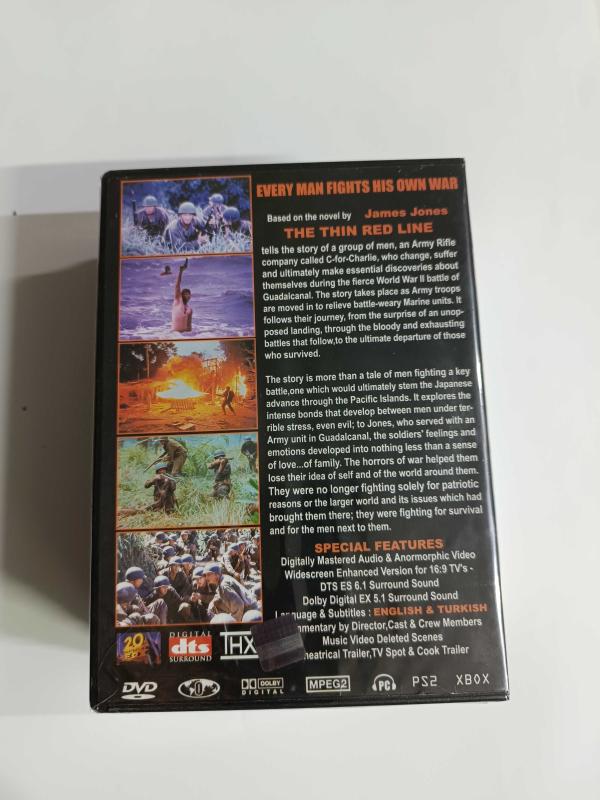 EVERY MAN FIGHTS HIS OWN WAR
Based on the novel by James Jones
THE THIN RED LINE
tells the story of a group of men, an Army Rifle
company called C-for-Charlie, who change, suffer
and ultimately make essential discoveries about
themselves during the fierce World War II battle of
Guadalcanal. The story takes place as Army troops
are moved in to relieve battle-weary Marine units. It
follows their journey, from the surprise of an unop-
posed landing, through the bloody and exhausting
battles that follow,to the ultimate departure of those
who survived.
The story is more than a tale of men fighting a key
battle,one which would ultimately stem the Japanese
advance through the Pacific Islands. It explores the
intense bonds that develop between men under ter-
rible stress, even evil; to Jones, who served with an
Army unit in Guadalcanal, the soldiers' feelings and
emotions developed into nothing less than a sense
of love...of family. The horrors of war helped them
lose their idea of self and of the world around them.
They were no longer fighting solely for patriotic
reasons or the larger world and its issues which had
brought them there; they were fighting for survival
and for the men next to them.
SPECIAL FEATURES
Digitally Mastered Audio & Anormorphic Video
Widescreen Enhanced Version for 16:9 TV's -
DTS ES 6.1 Surround Sound
Dolby Digital EX 5.1 Surround Sound
Language & Subtitles : ENGLISH & TURKISH
by Director,Cast & Crew Members
Music Video Deleted Scenes
Trailer,TV Spot & Cook Trailer
20
DIGITAL
dts
SURROUND
THX
DVD
0
DOLBY
DIGITAL
MPEG2
PC
PS2
XBOX